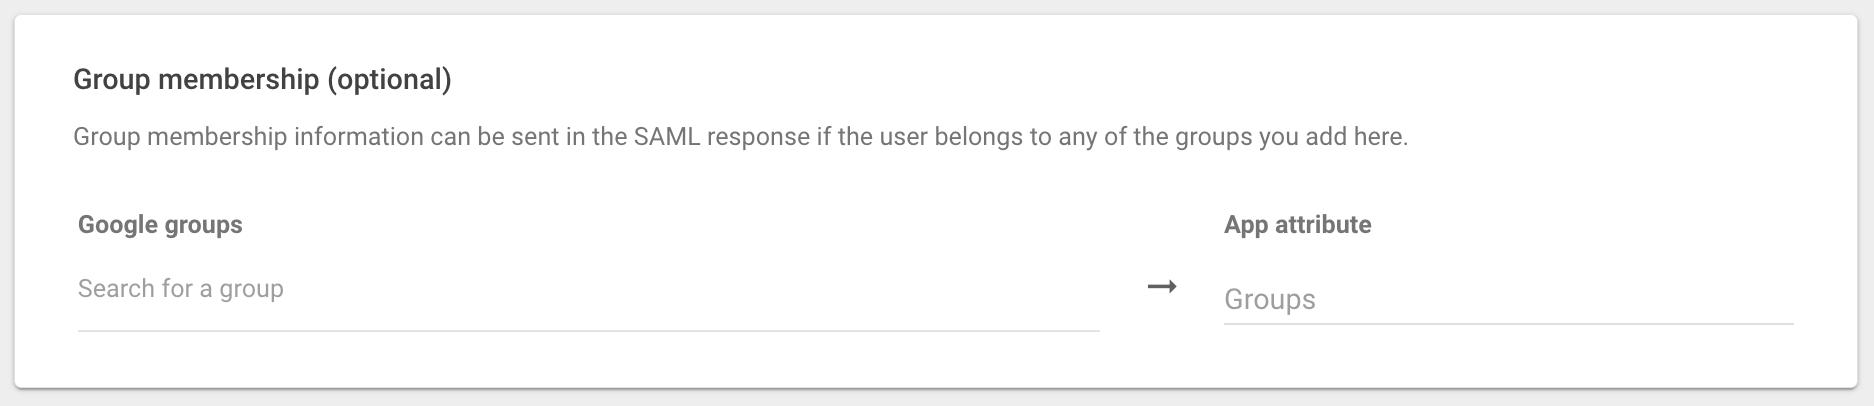 Group membership (optional)
Group membership information can be sent in the SAML response if the user belongs to any of the groups you add here.
Google groups
App attribute
Search for a group
Groups